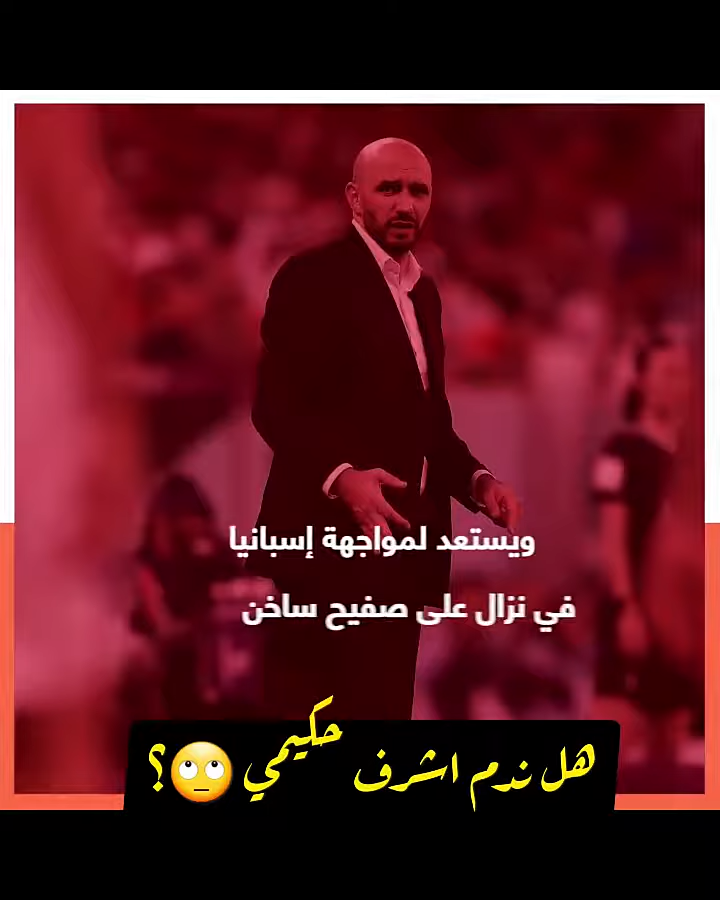 ويستعد لمواجهة إسبانيا
في نزال على صفيح ساخن
هل ندم اشرف حكيمي 🙄؟